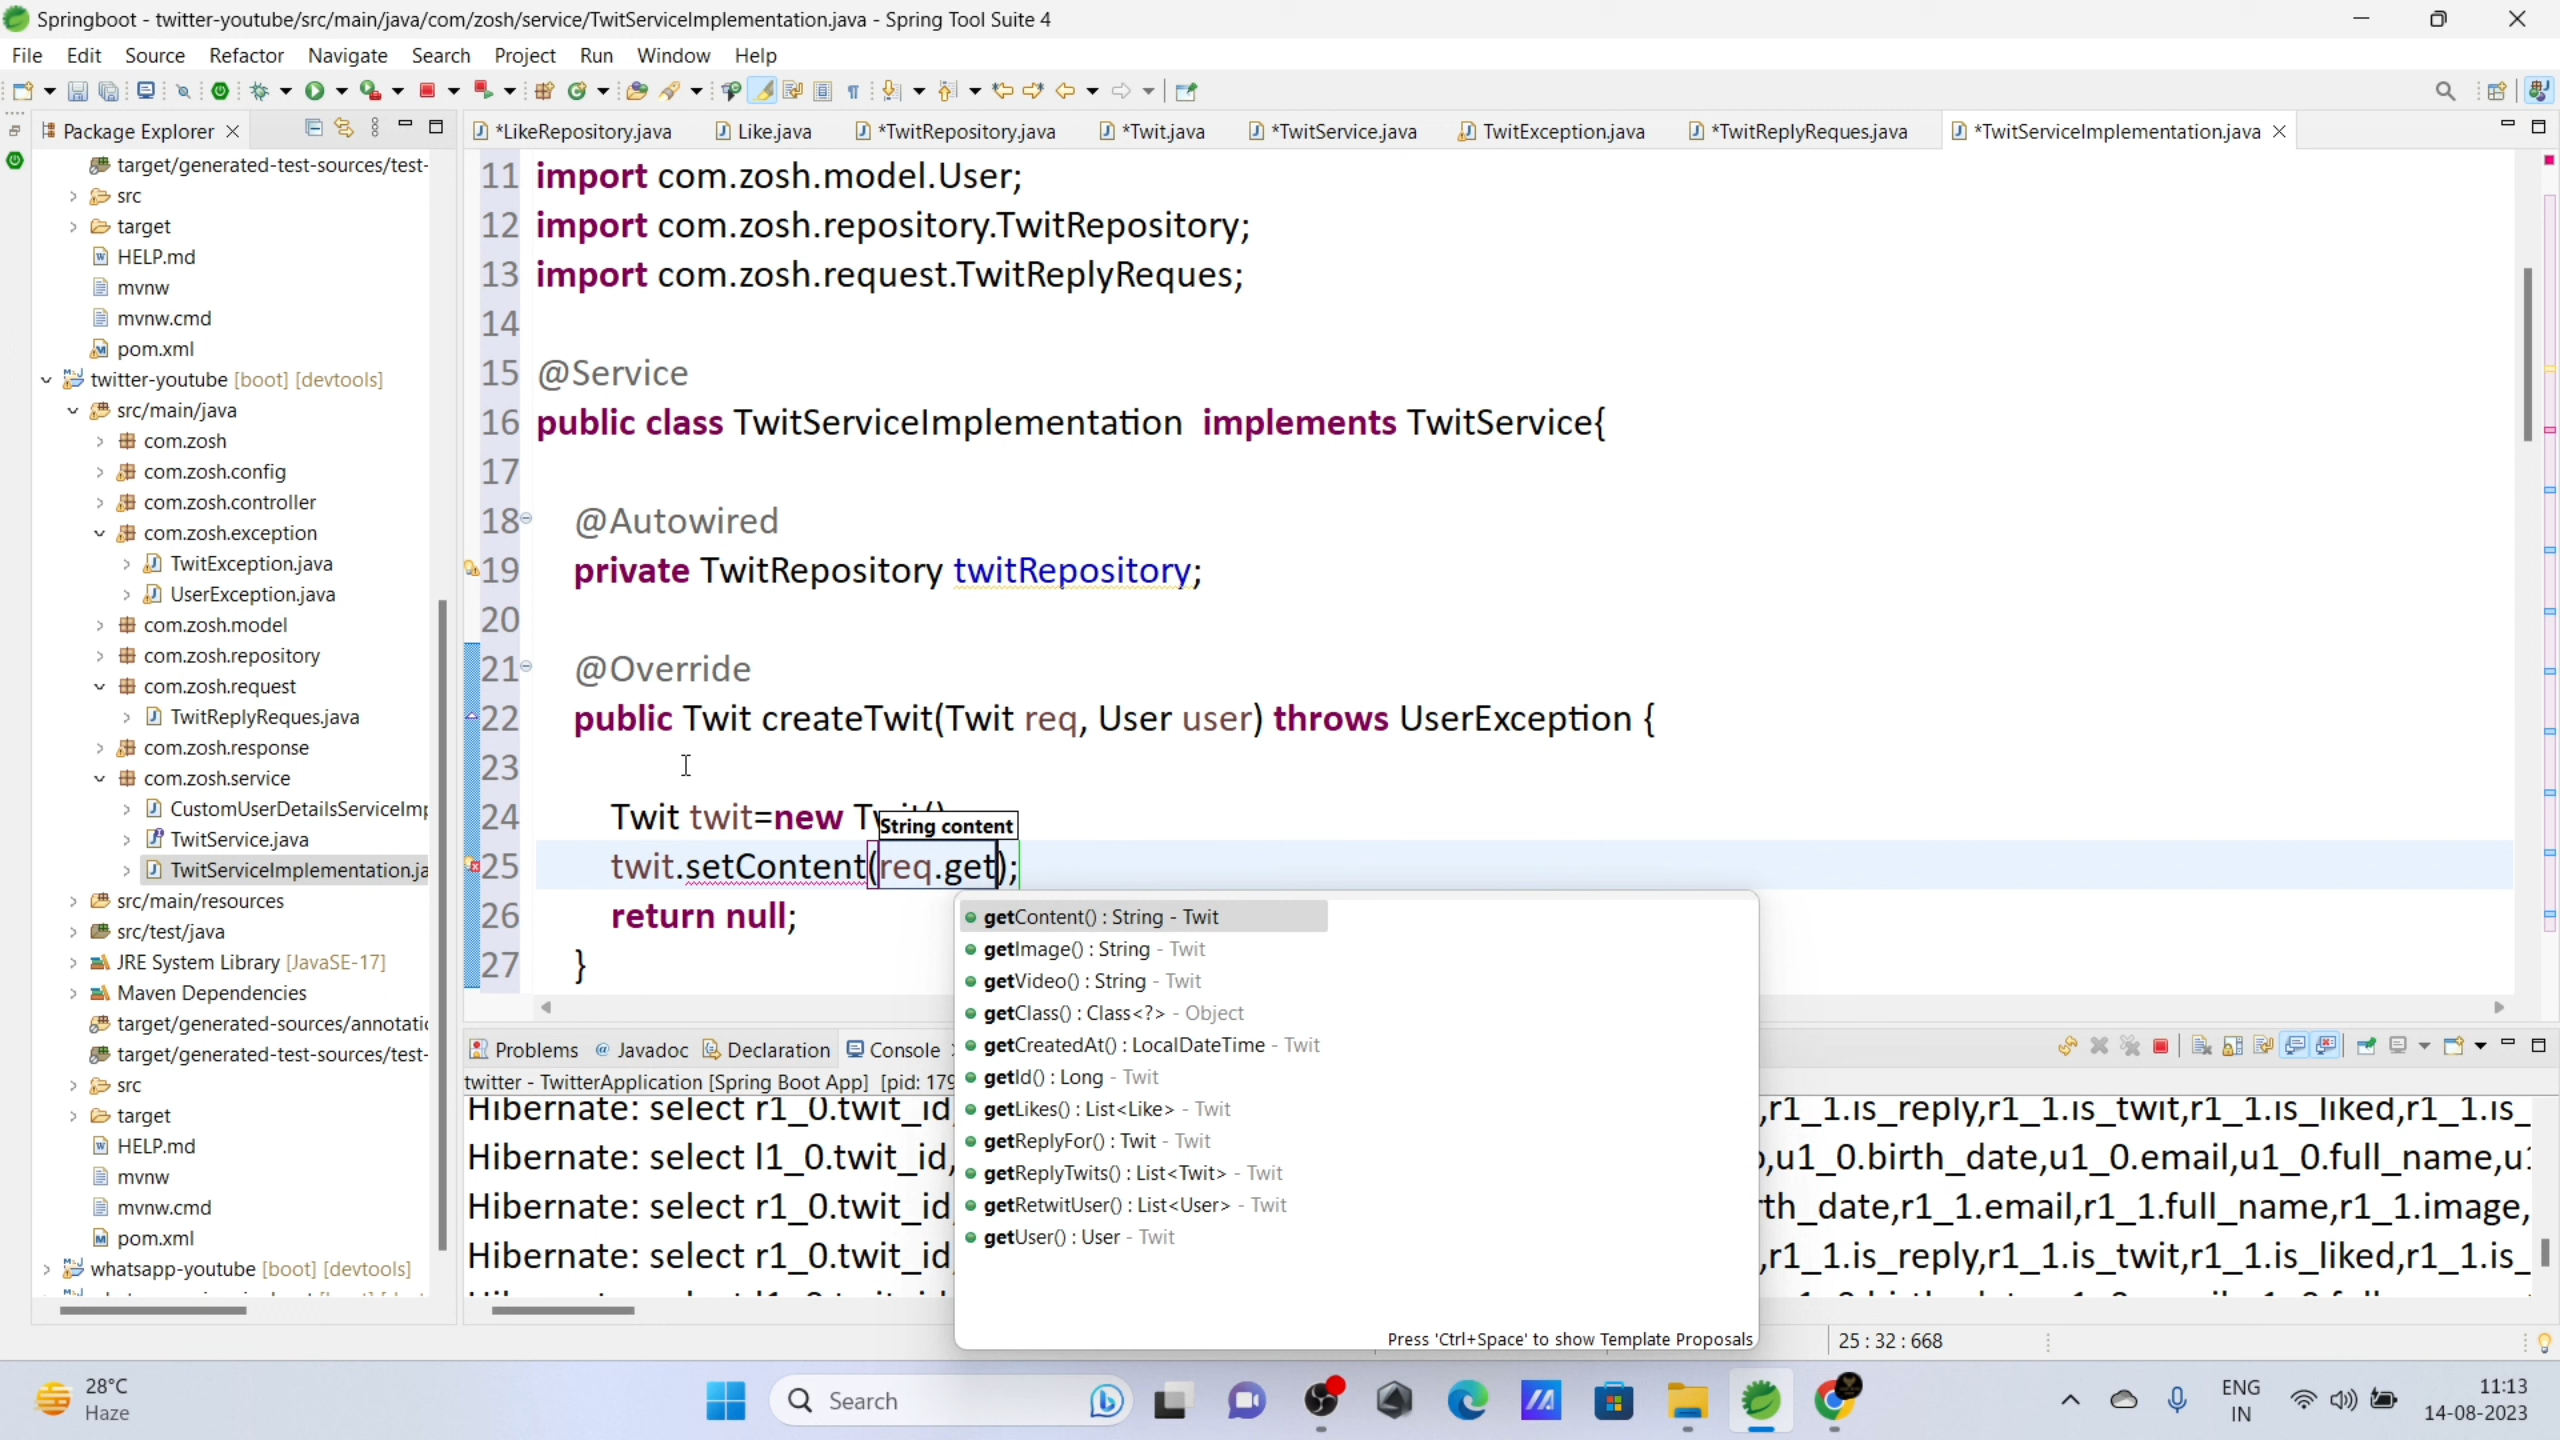 Springboot - twitter-youtube/src/main/java/com/zosh/service/TwitServiceImplementation.java - Spring Tool Suite 4
File Edit Source Refactor Navigate Search Project Run Window Help
Package Explorer
*LikeRepository.java Like.java *TwitRepository.java *Twit.java *TwitService.java TwitException.java *TwitReplyReques.java *TwitServiceImplementation.java
target/generated-test-sources/test-
src
target
HELP.md
mvnw
mvnw.cmd
pom.xml
twitter-youtube [boot] [devtools]
src/main/java
com.zosh
com.zosh.config
com.zosh.controller
com.zosh.exception
TwitException.java
UserException.java
com.zosh.model
com.zosh.repository
com.zosh.request
TwitReplyReques.java
com.zosh.response
com.zosh.service
CustomUserDetailsServiceImp
TwitService.java
TwitServiceImplementation.ja
src/main/resources
src/test/java
JRE System Library [JavaSE-17]
Maven Dependencies
target/generated-sources/annotati
target/generated-test-sources/test-
src
target
HELP.md
mvnw
mvnw.cmd
pom.xml
whatsapp-youtube [boot] [devtools]
11 import com.zosh.model.User;
12 import com.zosh.repository.TwitRepository;
13 import com.zosh.request.TwitReplyReques;
14
15 @Service
16 public class TwitServiceImplementation implements TwitService{
17
18 @Autowired
19 private TwitRepository twitRepository;
20
21 @Override
22 public Twit createTwit(Twit req, User user) throws UserException {
23
24 Twit twit=new Twit()
String content
25 twit.setContent(req.get);
26 return null;
27 }
getContent() : String - Twit
getImage() : String - Twit
getVideo() : String - Twit
getClass() : Class<?> - Object
getCreatedAt() : LocalDateTime - Twit
getId() : Long - Twit
getLikes() : List<Like> - Twit
getReplyFor() : Twit - Twit
getReplyTwits() : List<Twit> - Twit
getRetwitUser() : List<User> - Twit
getUser() : User - Twit
Press 'Ctrl+Space' to show Template Proposals
Problems Javadoc Declaration Console
twitter - TwitterApplication [Spring Boot App] [pid: 179
Hibernate: select r1_0.twit_id ,r1_1.is_reply,r1_1.is_twit,r1_1.is_liked,r1_1.is_
Hibernate: select l1_0.twit_id, ,u1_0.birth_date,u1_0.email,u1_0.full_name,u
Hibernate: select r1_0.twit_id th_date,r1_1.email,r1_1.full_name,r1_1.image,
Hibernate: select r1_0.twit_id ,r1_1.is_reply,r1_1.is_twit,r1_1.is_liked,r1_1.is_
25 : 32 : 668
28°C
Haze
Search
ENG
IN
11:13
14-08-2023